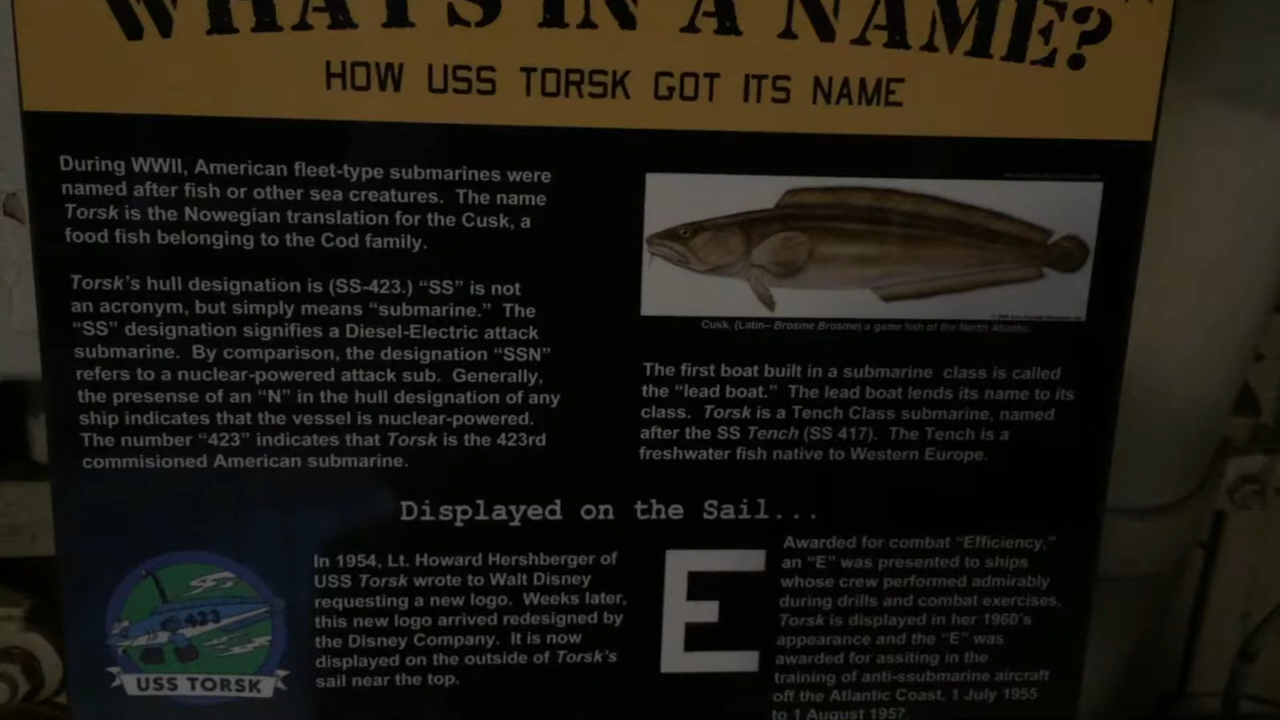 WHAT'S IN A NAME?
HOW USS TORSK GOT ITS NAME
During WWII, American fleet-type submarines were
named after fish or other sea creatures. The name
Torsk is the Nowegian translation for the Cusk, a
food fish belonging to the Cod family.
Torsk's hull designation is (SS-423.) “SS” is not
an acronym, but simply means “submarine.” The
“SS” designation signifies a Diesel-Electric attack
submarine. By comparison, the designation “SSN”
refers to a nuclear-powered attack sub. Generally,
the presense of an “N” in the hull designation of any
ship indicates that the vessel is nuclear-powered.
The number “423” indicates that Torsk is the 423rd
commisioned American submarine.
Cusk, (Latin– Brosme Brosme) a game fish of the North Atlantic.
The first boat built in a submarine class is called
the “lead boat.” The lead boat lends its name to its
class. Torsk is a Tench Class submarine, named
after the SS Tench (SS 417). The Tench is a
freshwater fish native to Western Europe.
Displayed on the Sail...
423
USS TORSK
In 1954, Lt. Howard Hershberger of
USS Torsk wrote to Walt Disney
requesting a new logo. Weeks later,
this new logo arrived redesigned by
the Disney Company. It is now
displayed on the outside of Torsk's
sail near the top.
E
Awarded for combat “Efficiency,”
an “E” was presented to ships
whose crew performed admirably
during drills and combat exercises.
Torsk is displayed in her 1960's
appearance and the “E” was
awarded for assiting in the
training of anti-ssubmarine aircraft
off the Atlantic Coast, 1 July 1955
to 1 August 1957